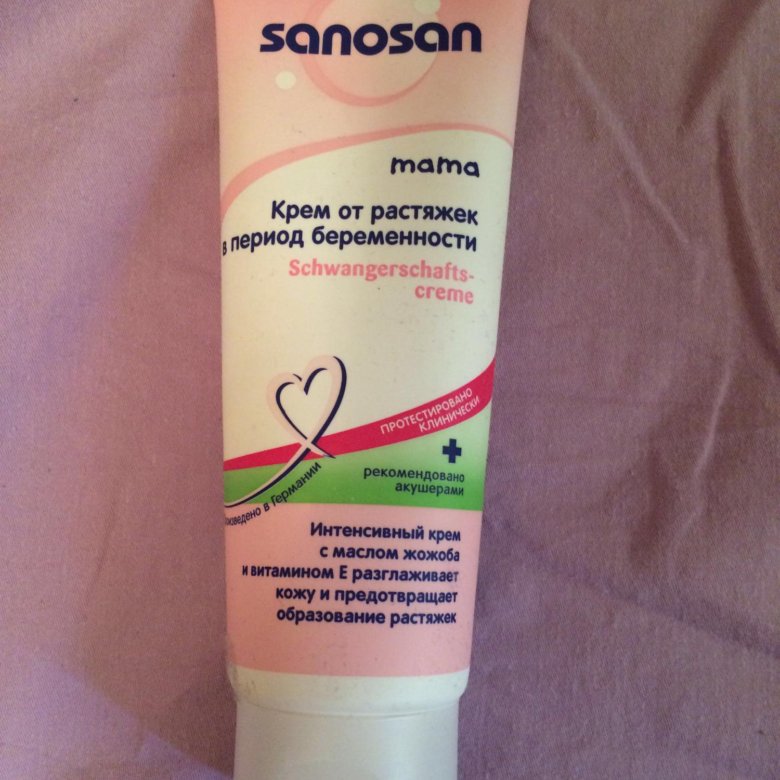 sanosan
mama
Крем от растяжек
в период беременности
Schwangerschafts-
creme
ПРОТЕСТИРОВАНО
КЛИНИЧЕСКИ
рекомендовано
акушерами
в Германии
Интенсивный крем
с маслом жожоба
и витамином Е разглаживает
кожу и предотвращает
образование растяжек